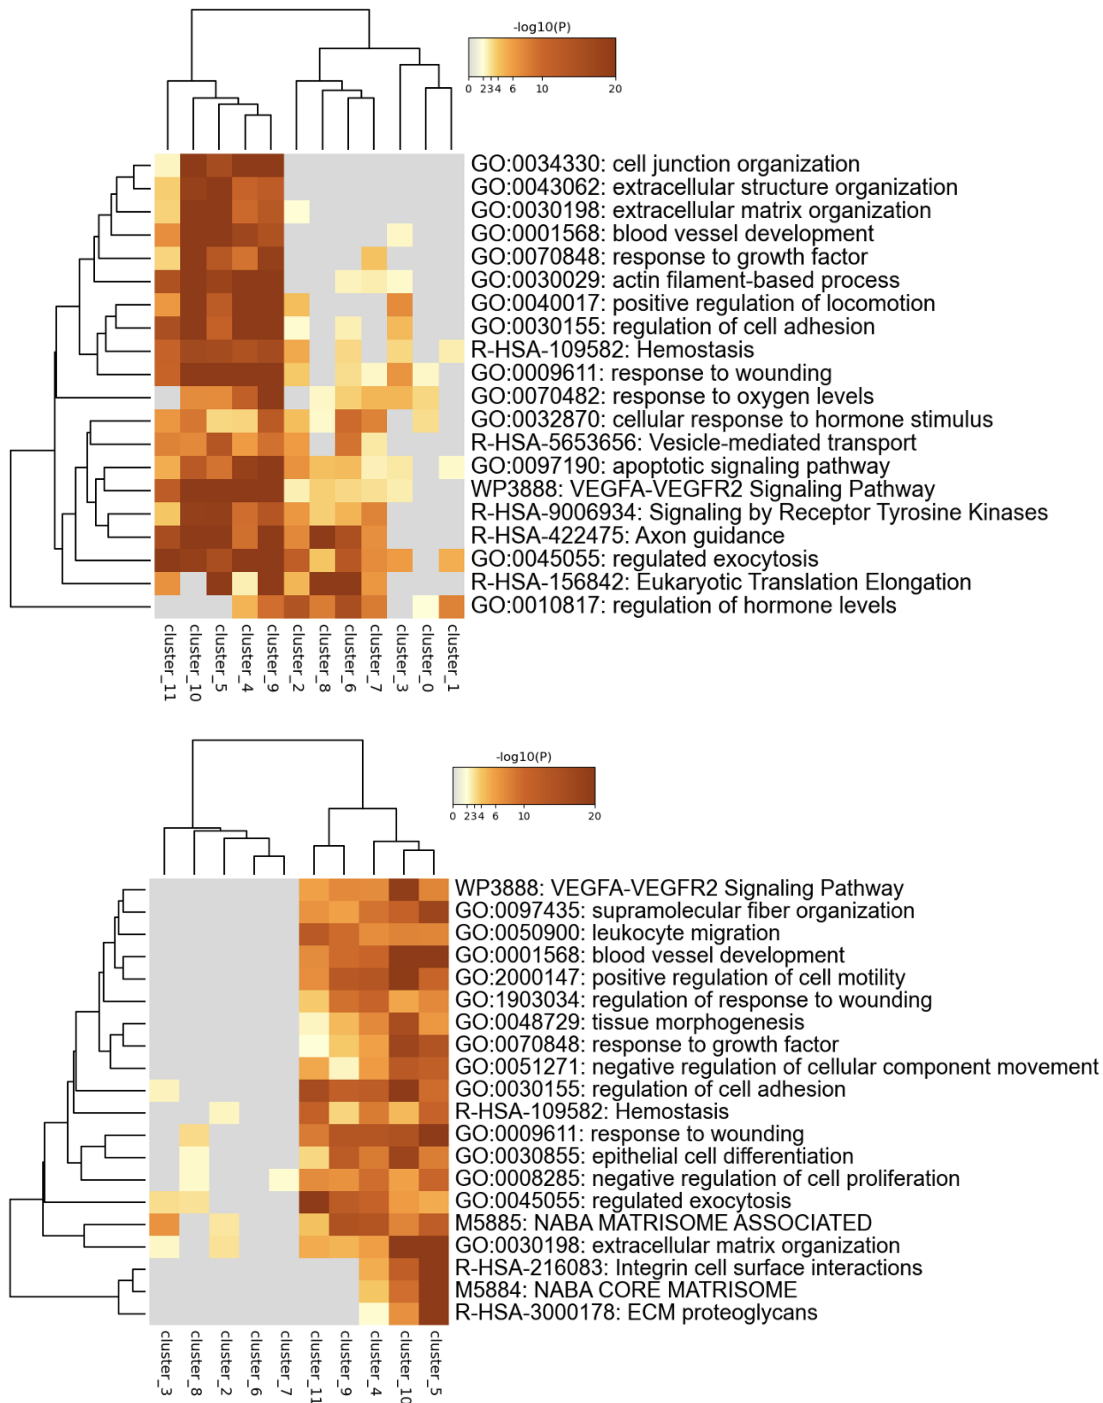 -log10(P)
0 2 3 4 6 10 20
GO:0034330: cell junction organization
GO:0043062: extracellular structure organization
GO:0030198: extracellular matrix organization
GO:0001568: blood vessel development
GO:0070848: response to growth factor
GO:0030029: actin filament-based process
GO:0040017: positive regulation of locomotion
GO:0030155: regulation of cell adhesion
R-HSA-109582: Hemostasis
GO:0009611: response to wounding
GO:0070482: response to oxygen levels
GO:0032870: cellular response to hormone stimulus
R-HSA-5653656: Vesicle-mediated transport
GO:0097190: apoptotic signaling pathway
WP3888: VEGFA-VEGFR2 Signaling Pathway
R-HSA-9006934: Signaling by Receptor Tyrosine Kinases
R-HSA-422475: Axon guidance
GO:0045055: regulated exocytosis
R-HSA-156842: Eukaryotic Translation Elongation
GO:0010817: regulation of hormone levels
cluster_11
cluster_10
cluster_5
cluster_4
cluster_9
cluster_2
cluster_8
cluster_6
cluster_7
cluster_3
cluster_0
cluster_1
-log10(P)
0 2 3 4 6 10 20
WP3888: VEGFA-VEGFR2 Signaling Pathway
GO:0097435: supramolecular fiber organization
GO:0050900: leukocyte migration
GO:0001568: blood vessel development
GO:2000147: positive regulation of cell motility
GO:1903034: regulation of response to wounding
GO:0048729: tissue morphogenesis
GO:0070848: response to growth factor
GO:0051271: negative regulation of cellular component movement
GO:0030155: regulation of cell adhesion
R-HSA-109582: Hemostasis
GO:0009611: response to wounding
GO:0030855: epithelial cell differentiation
GO:0008285: negative regulation of cell proliferation
GO:0045055: regulated exocytosis
M5885: NABA MATRISOME ASSOCIATED
GO:0030198: extracellular matrix organization
R-HSA-216083: Integrin cell surface interactions
M5884: NABA CORE MATRISOME
R-HSA-3000178: ECM proteoglycans
cluster_3
cluster_8
cluster_2
cluster_6
cluster_7
cluster_11
cluster_9
cluster_4
cluster_10
cluster_5